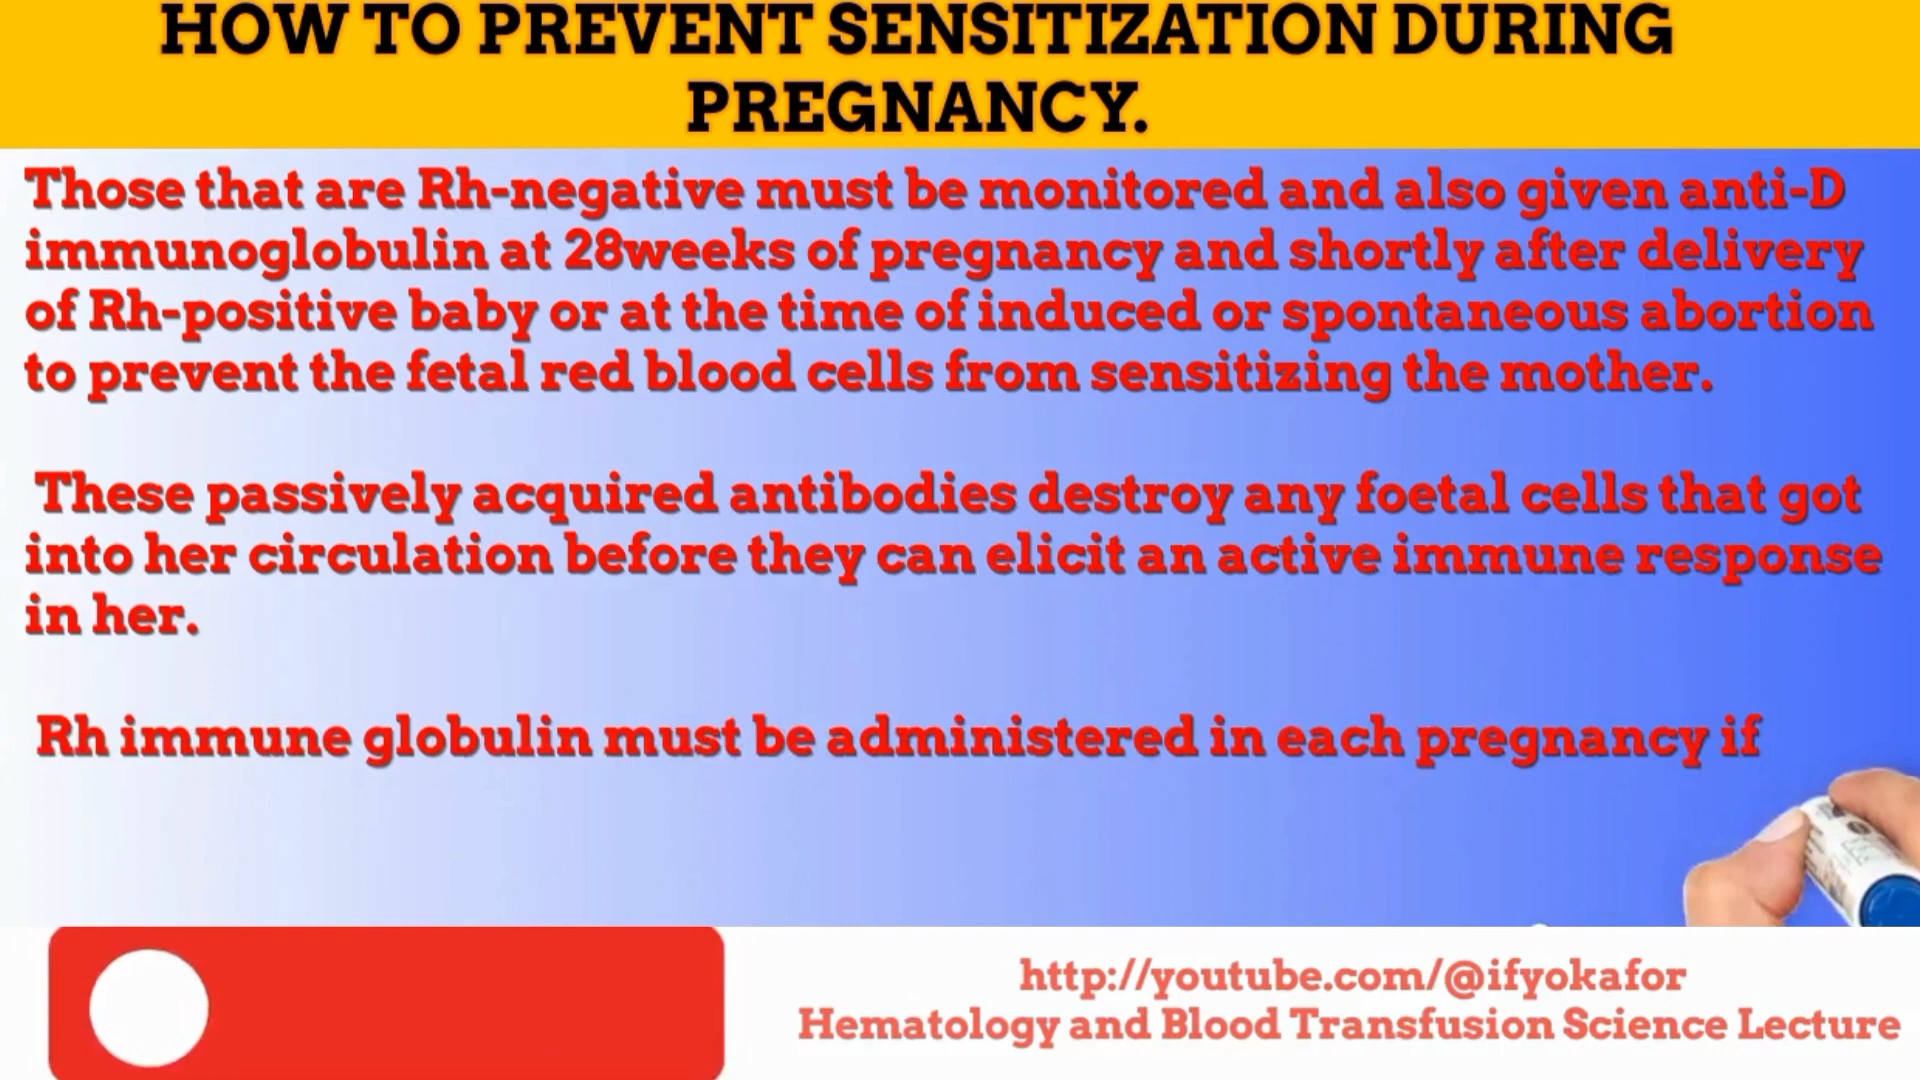 HOW TO PREVENT SENSITIZATION DURING
PREGNANCY.
Those that are Rh-negative must be monitored and also given anti-D
immunoglobulin at 28weeks of pregnancy and shortly after delivery
of Rh-positive baby or at the time of induced or spontaneous abortion
to prevent the fetal red blood cells from sensitizing the mother.
These passively acquired antibodies destroy any foetal cells that got
into her circulation before they can elicit an active immune response
in her.
Rh immune globulin must be administered in each pregnancy if
http://youtube.com/@ifyokafor
Hematology and Blood Transfusion Science Lecture